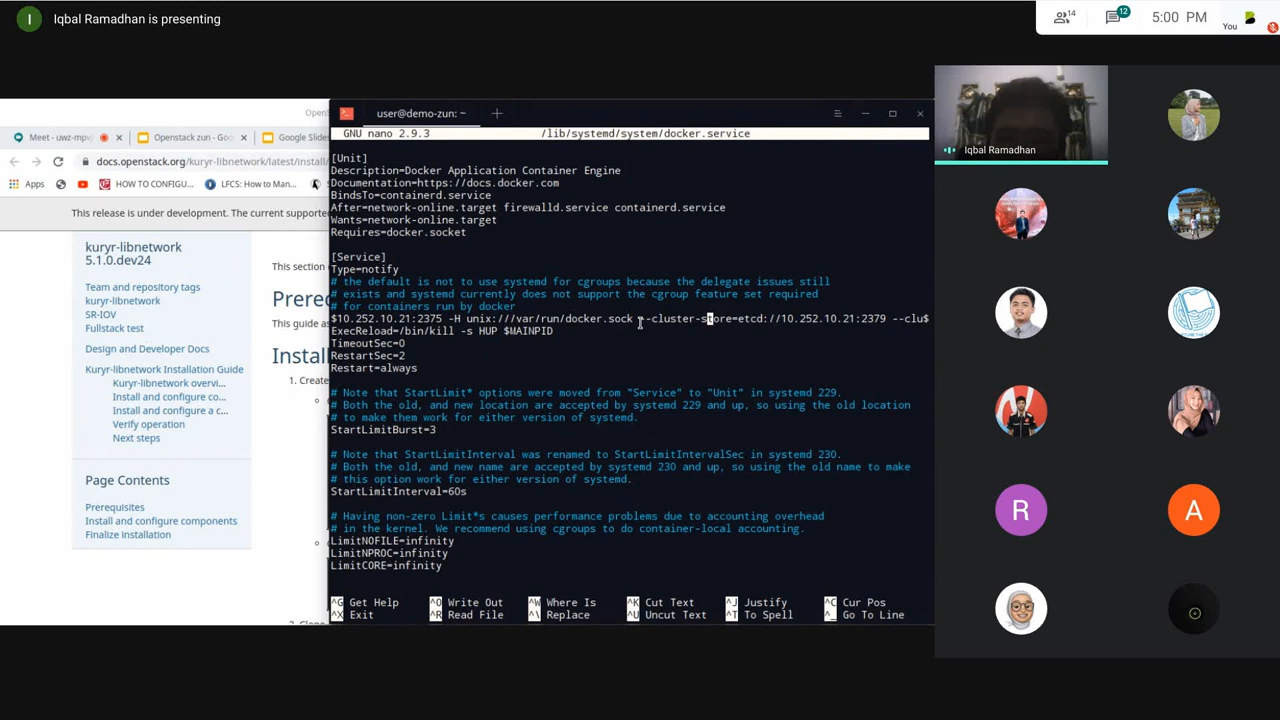 I
Iqbal Ramadhan is presenting
14
12
5:00 PM
You
OpenS
Meet - uwz-mpvj
Openstack zun - Goo
Google Slide
docs.openstack.org/kuryr-libnetwork/latest/install
Apps
HOW TO CONFIGU...
LFCS: How to Man...
This release is under development. The current supported
kuryr-libnetwork
5.1.0.dev24
Team and repository tags
kuryr-libnetwork
SR-IOV
Fullstack test
Design and Developer Docs
Kuryr-libnetwork Installation Guide
Kuryr-libnetwork overvi...
Install and configure co...
Install and configure a c...
Verify operation
Next steps
Page Contents
Prerequisites
Install and configure components
Finalize installation
This section
Prere
This guide as
Install
1. Create
user@demo-zun: ~
GNU nano 2.9.3 /lib/systemd/system/docker.service
[Unit]
Description=Docker Application Container Engine
Documentation=https://docs.docker.com
BindsTo=containerd.service
After=network-online.target firewalld.service containerd.service
Wants=network-online.target
Requires=docker.socket
[Service]
Type=notify
# the default is not to use systemd for cgroups because the delegate issues still
# exists and systemd currently does not support the cgroup feature set required
# for containers run by docker
$10.252.10.21:2375 -H unix:///var/run/docker.sock --cluster-store=etcd://10.252.10.21:2379 --clu$
ExecReload=/bin/kill -s HUP $MAINPID
TimeoutSec=0
RestartSec=2
Restart=always
# Note that StartLimit* options were moved from "Service" to "Unit" in systemd 229.
# Both the old, and new location are accepted by systemd 229 and up, so using the old location
# to make them work for either version of systemd.
StartLimitBurst=3
# Note that StartLimitInterval was renamed to StartLimitIntervalSec in systemd 230.
# Both the old, and new name are accepted by systemd 230 and up, so using the old name to make
# this option work for either version of systemd.
StartLimitInterval=60s
# Having non-zero Limit*s causes performance problems due to accounting overhead
# in the kernel. We recommend using cgroups to do container-local accounting.
LimitNOFILE=infinity
LimitNPROC=infinity
LimitCORE=infinity
^G Get Help ^O Write Out ^W Where Is ^K Cut Text ^J Justify ^C Cur Pos
^X Exit ^R Read File ^\ Replace ^U Uncut Text ^T To Spell ^_ Go To Line
Iqbal Ramadhan
R
A